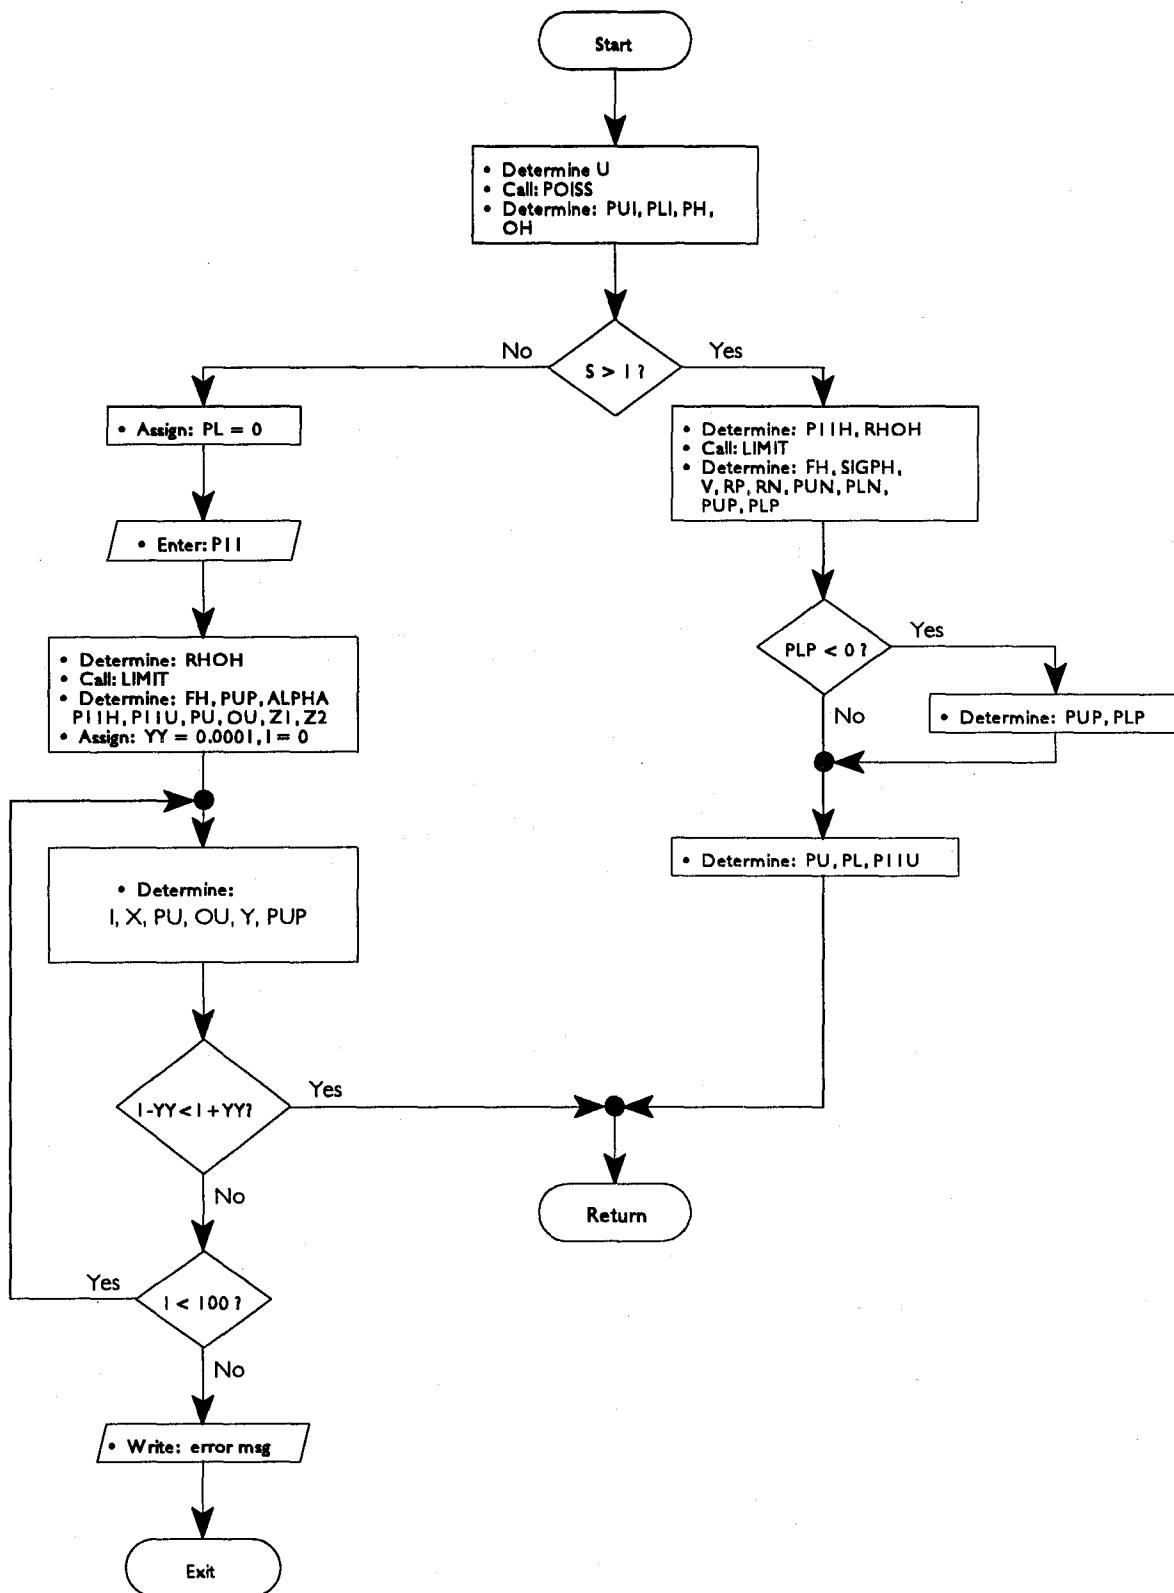 Start
• Determine U
• Call: POISS
• Determine: PUI, PLI, PH,
OH
S > 1 ?
No
Yes
• Assign: PL = 0
• Enter: P11
• Determine: RHOH
• Call: LIMIT
• Determine: FH, PUP, ALPHA
P11H, P11U, PU, OU, Z1, Z2
• Assign: YY = 0.0001, I = 0
• Determine:
I, X, PU, OU, Y, PUP
1-YY<1+YY?
Yes
No
I < 100 ?
Yes
No
• Write: error msg
Exit
• Determine: P11H, RHOH
• Call: LIMIT
• Determine: FH, SIGPH,
V, RP, RN, PUN, PLN,
PUP, PLP
PLP < 0 ?
Yes
No
• Determine: PUP, PLP
• Determine: PU, PL, P11U
Return